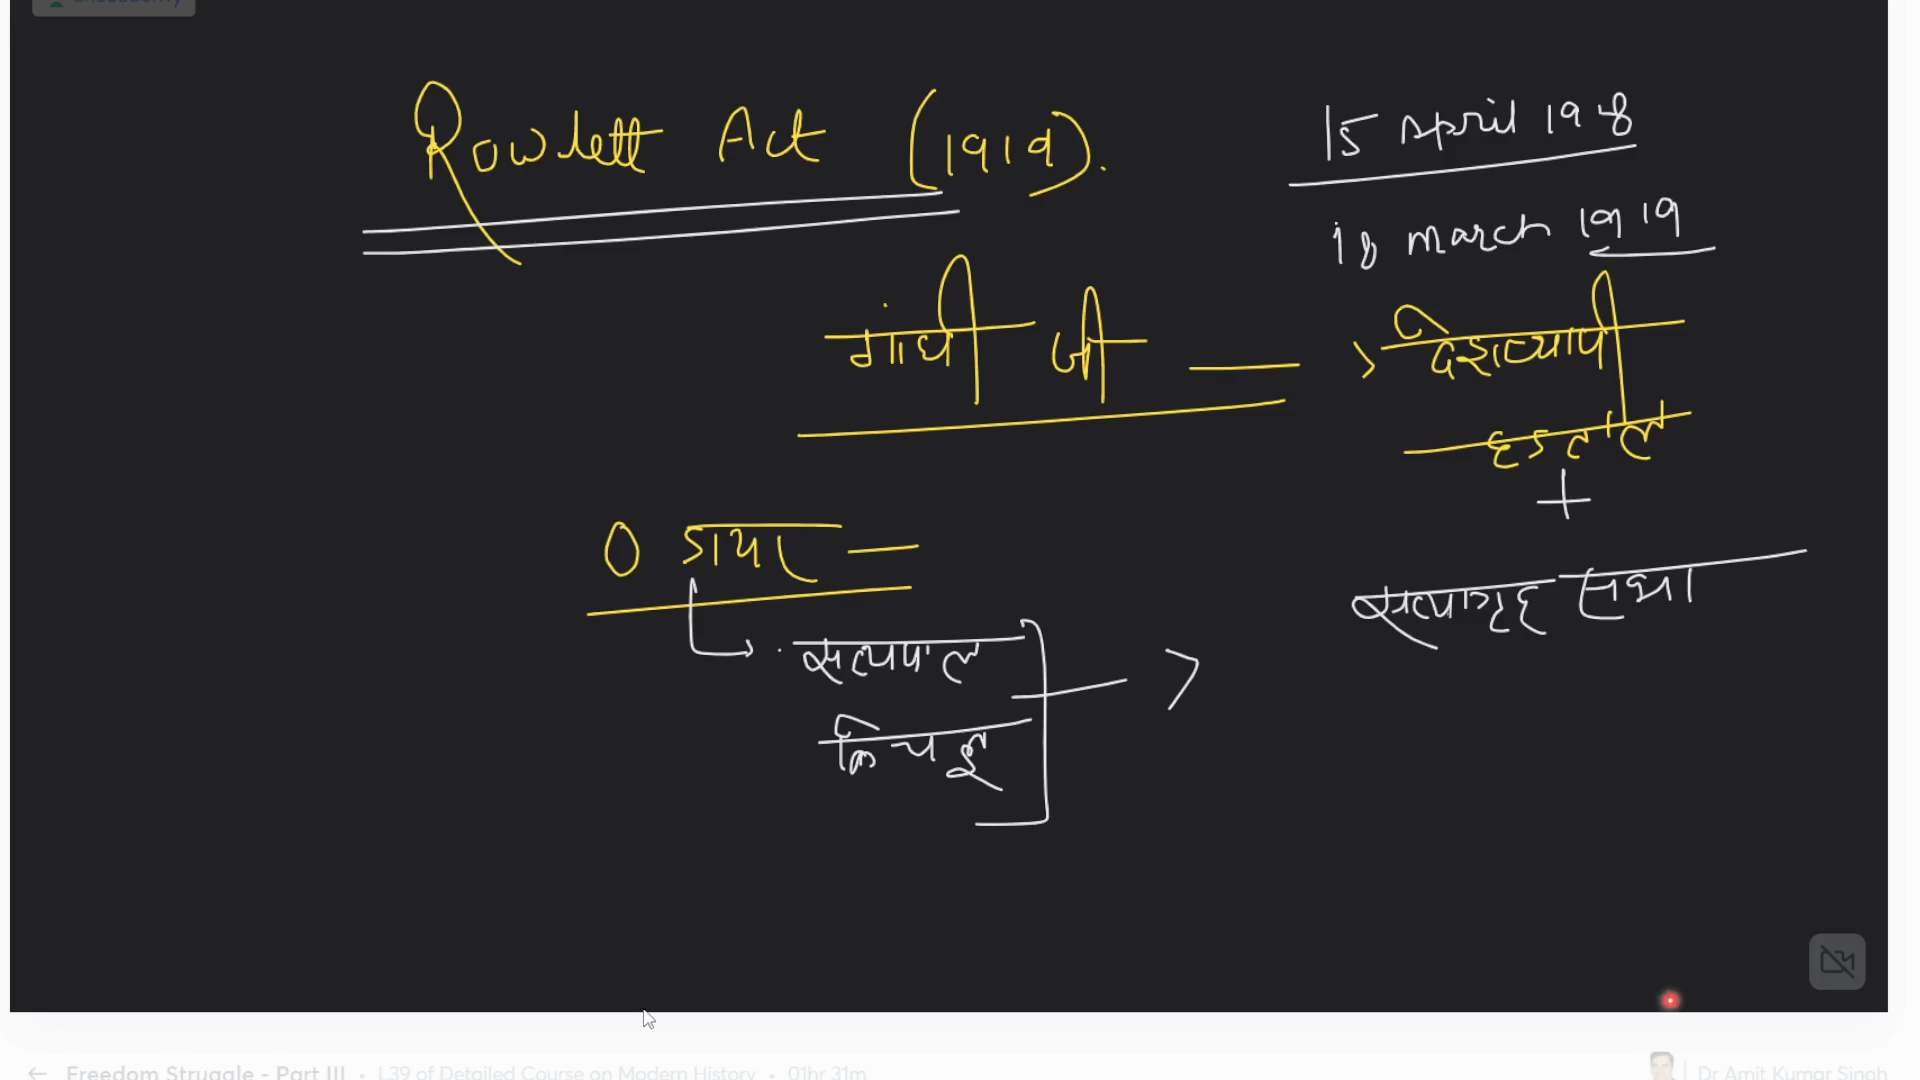 Rowlett Act (1919).
15 April 1918
18 march 1919
गांधी जी —> देशव्यापी
हडताल
+
सत्याग्रह सभा
O डायर —
सत्यपाल
किचलू
Freedom Struggle - Part III • L39 of Detailed Course on Modern History • 01hr 31m
Dr Amit Kumar Singh